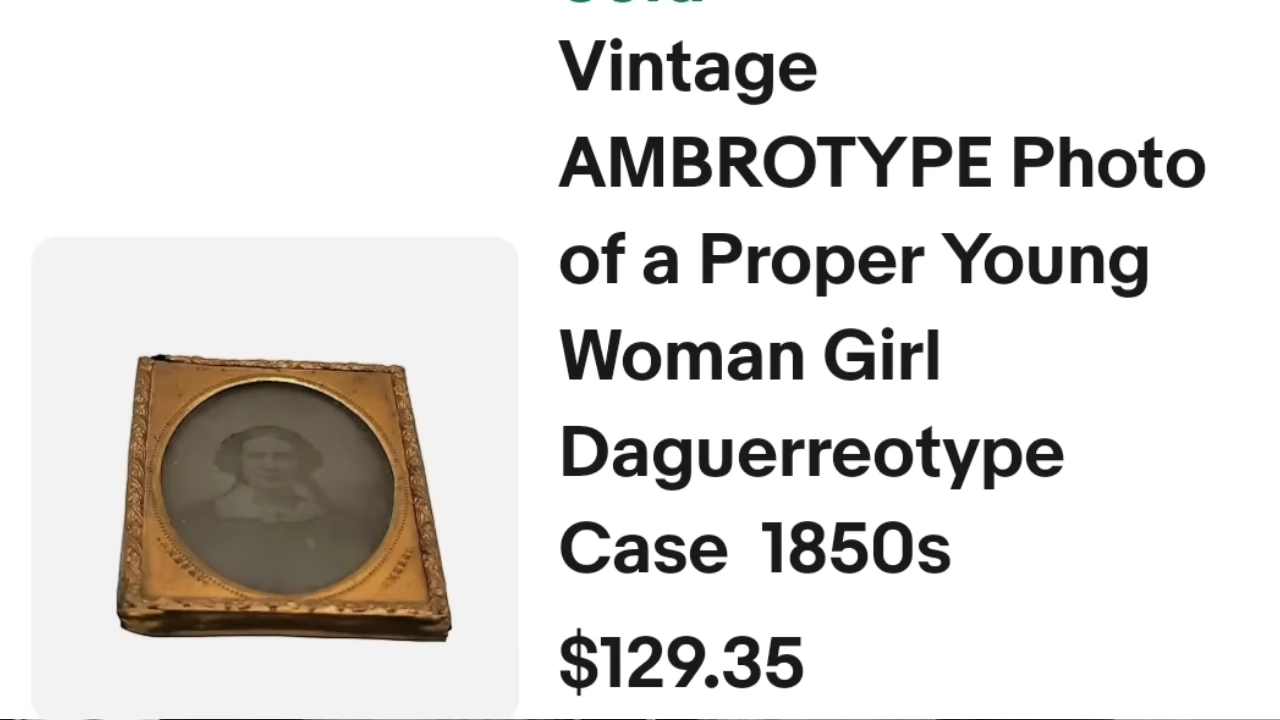 Vintage
AMBROTYPE Photo
of a Proper Young
Woman Girl
Daguerreotype
Case 1850s
$129.35